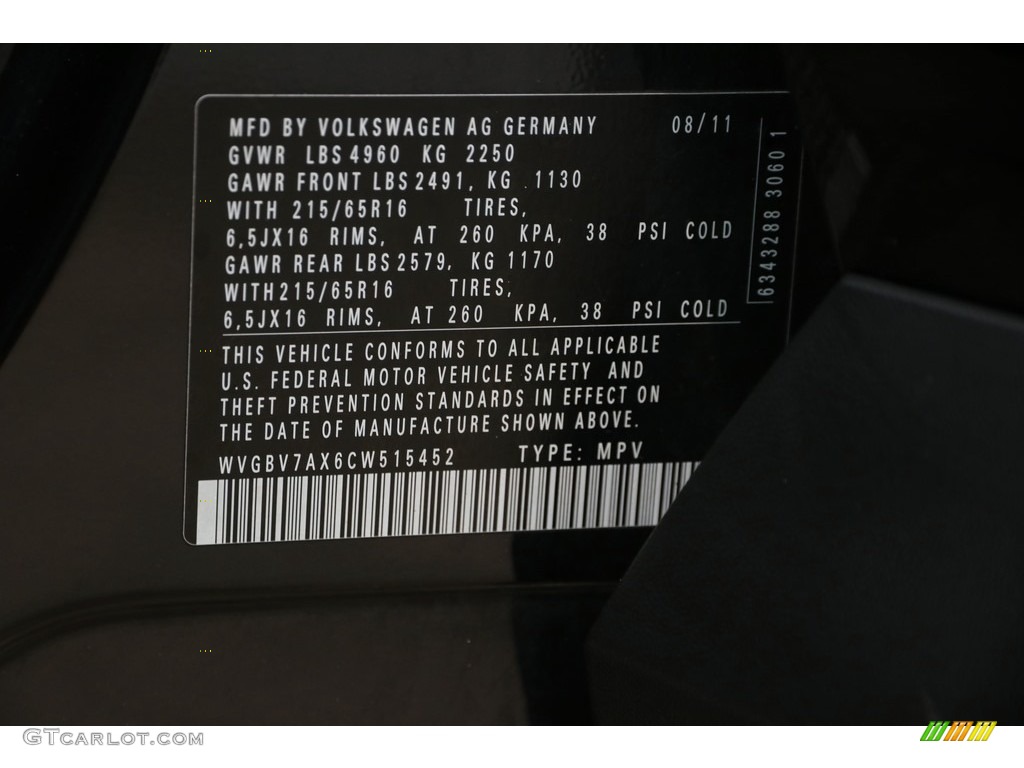 MFD BY VOLKSWAGEN AG GERMANY 08/11
GVWR LBS 4960 KG 2250
GAWR FRONT LBS 2491, KG 1130
WITH 215/65R16 TIRES,
6,5JX16 RIMS, AT 260 KPA, 38 PSI COLD
GAWR REAR LBS 2579, KG 1170
WITH 215/65R16 TIRES,
6,5JX16 RIMS, AT 260 KPA, 38 PSI COLD
6343288 3060 1
THIS VEHICLE CONFORMS TO ALL APPLICABLE
U.S. FEDERAL MOTOR VEHICLE SAFETY AND
THEFT PREVENTION STANDARDS IN EFFECT ON
THE DATE OF MANUFACTURE SHOWN ABOVE.
WVGBV7AX6CW515452 TYPE: MPV
GTCarlot.com